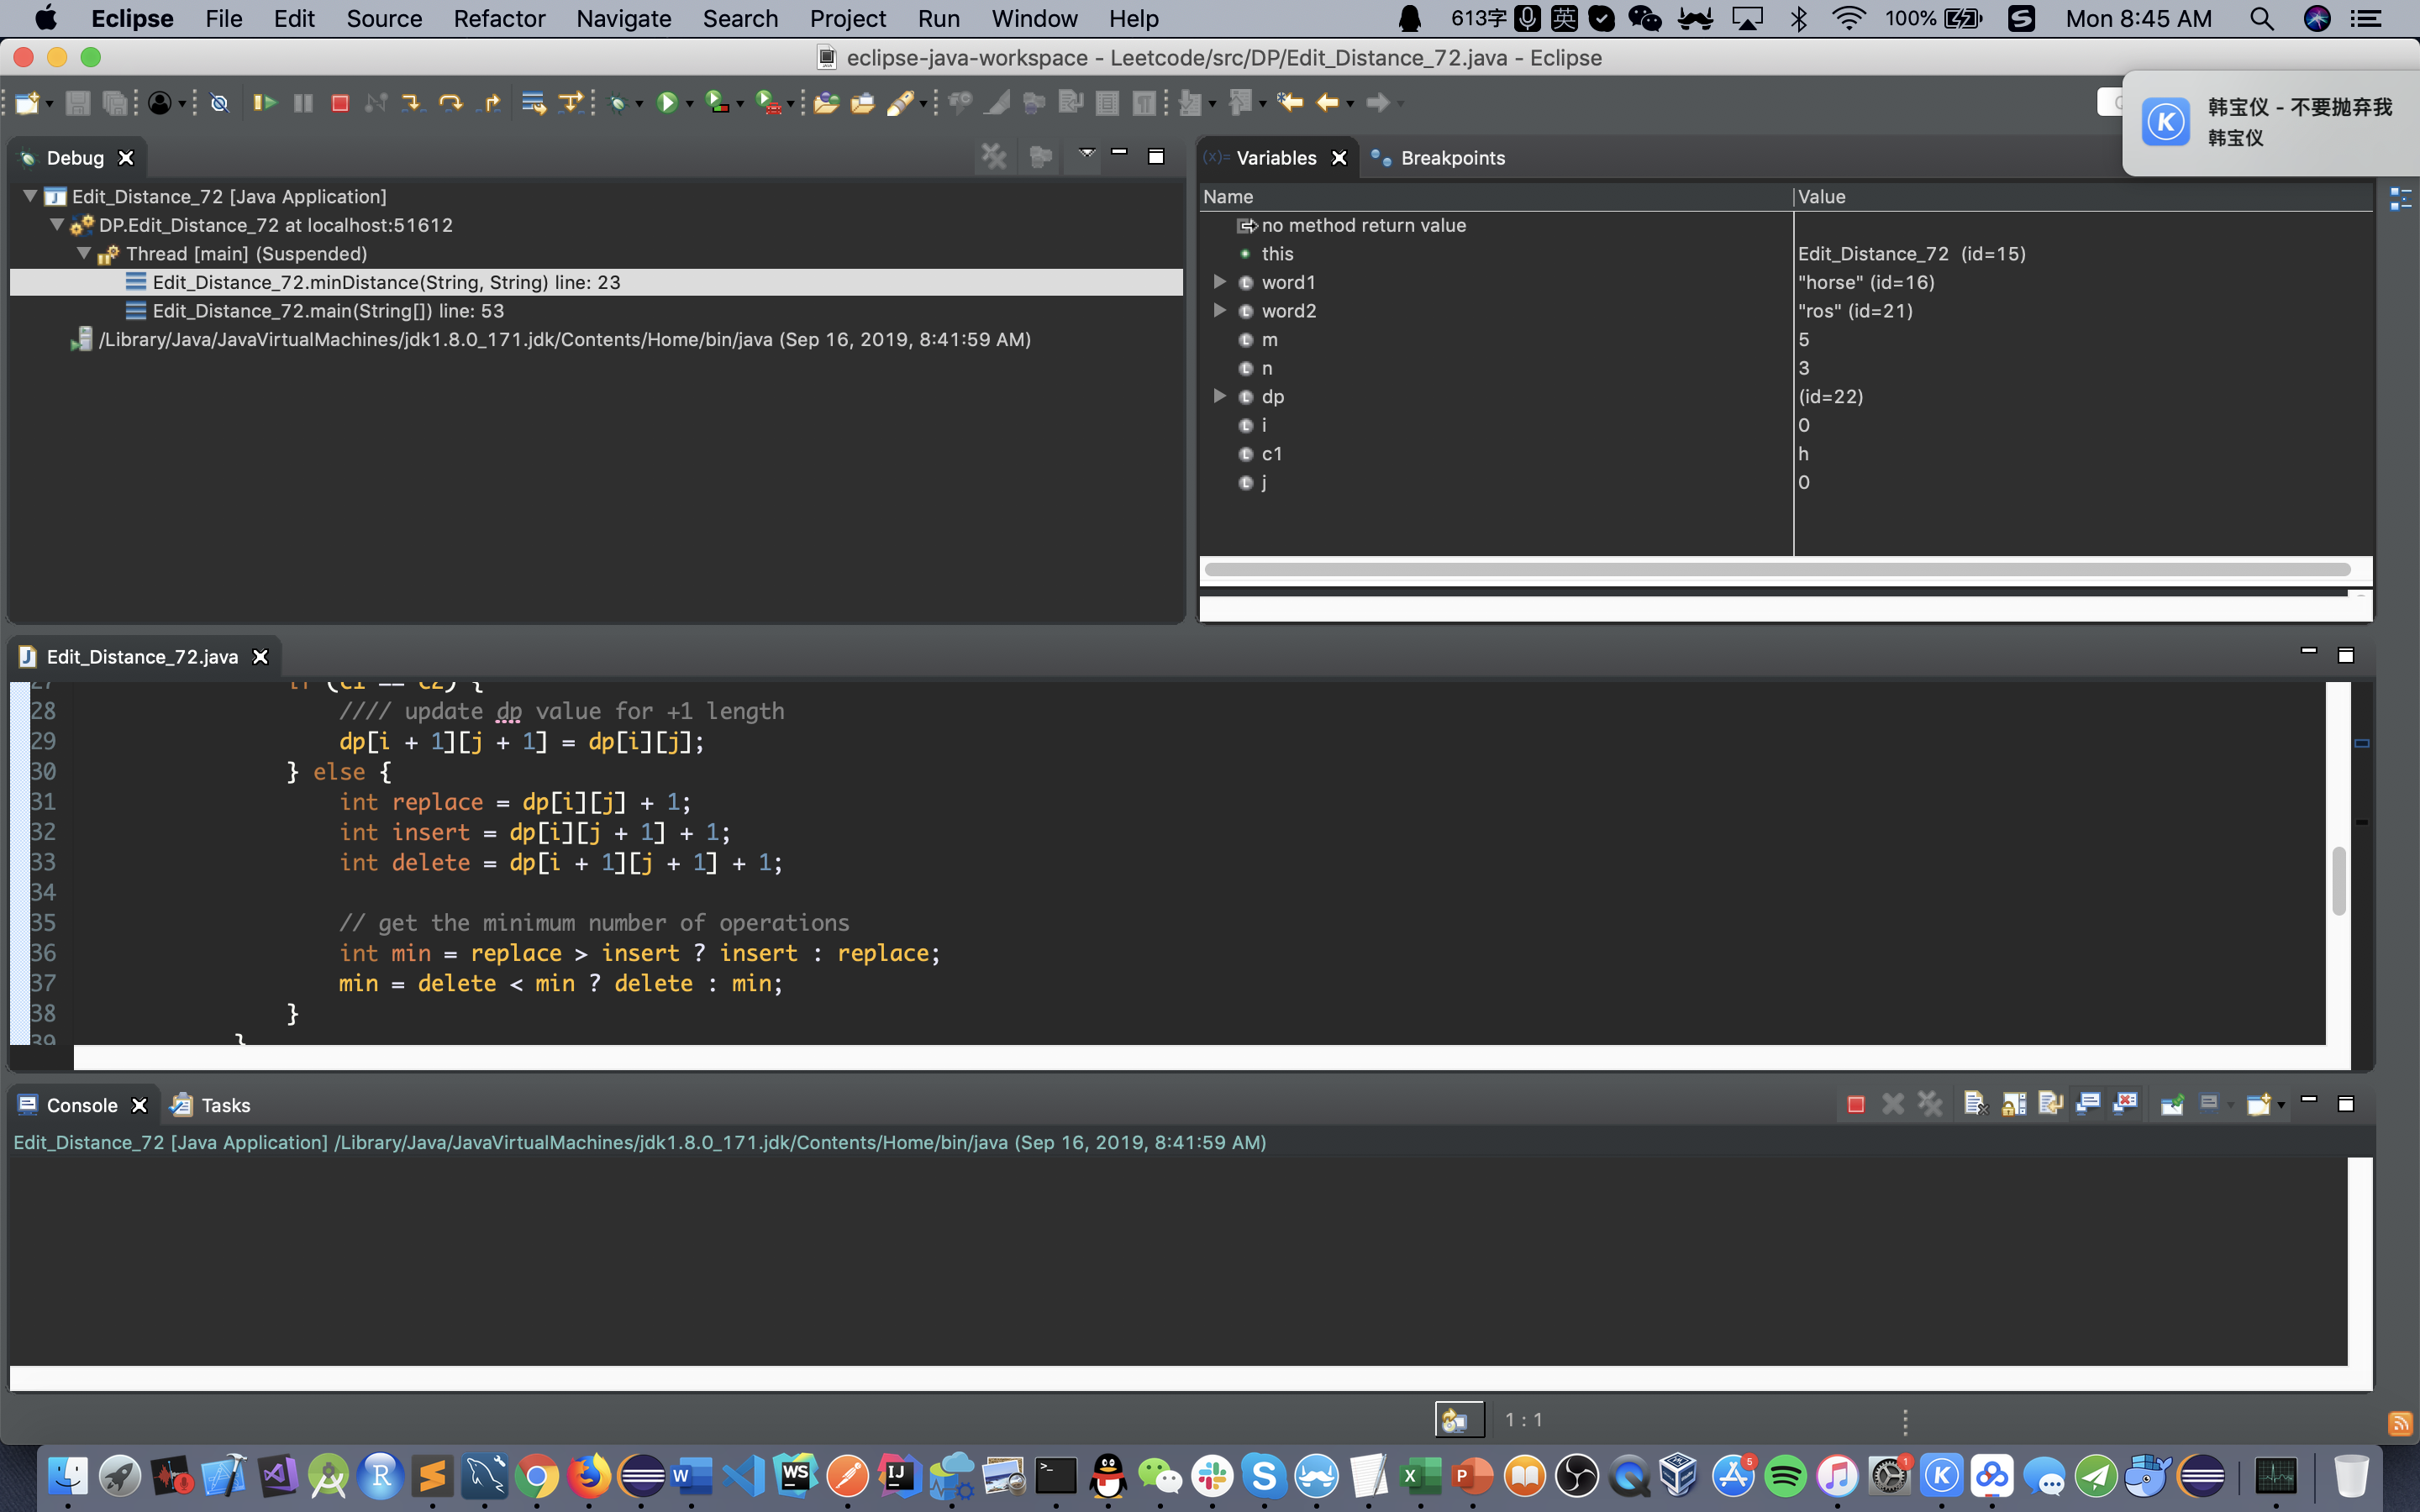 Eclipse File Edit Source Refactor Navigate Search Project Run Window Help 613字 英 100% Mon 8:45 AM
eclipse-java-workspace - Leetcode/src/DP/Edit_Distance_72.java - Eclipse
韩宝仪 - 不要抛弃我
韩宝仪
Debug
Edit_Distance_72 [Java Application]
DP.Edit_Distance_72 at localhost:51612
Thread [main] (Suspended)
Edit_Distance_72.minDistance(String, String) line: 23
Edit_Distance_72.main(String[]) line: 53
/Library/Java/JavaVirtualMachines/jdk1.8.0_171.jdk/Contents/Home/bin/java (Sep 16, 2019, 8:41:59 AM)
(x)= Variables Breakpoints
Name Value
no method return value
this Edit_Distance_72 (id=15)
word1 "horse" (id=16)
word2 "ros" (id=21)
m 5
n 3
dp (id=22)
i 0
c1 h
j 0
Edit_Distance_72.java
27 if (c1 == c2) {
28 //// update dp value for +1 length
29 dp[i + 1][j + 1] = dp[i][j];
30 } else {
31 int replace = dp[i][j] + 1;
32 int insert = dp[i][j + 1] + 1;
33 int delete = dp[i + 1][j + 1] + 1;
34
35 // get the minimum number of operations
36 int min = replace > insert ? insert : replace;
37 min = delete < min ? delete : min;
38 }
39 }
Console Tasks
Edit_Distance_72 [Java Application] /Library/Java/JavaVirtualMachines/jdk1.8.0_171.jdk/Contents/Home/bin/java (Sep 16, 2019, 8:41:59 AM)
1 : 1